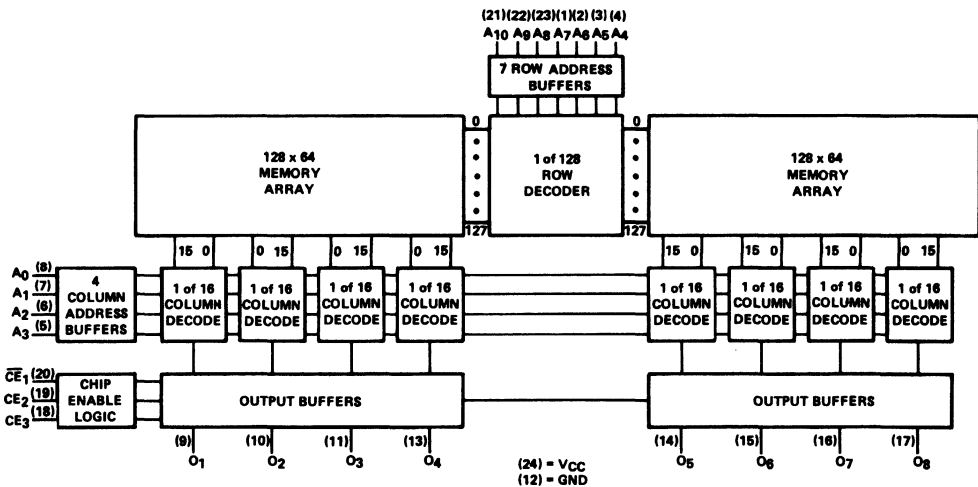 (21) (22) (23) (1) (2) (3) (4)
A10 A9 A8 A7 A6 A5 A4
7 ROW ADDRESS
BUFFERS
0
0
128 x 64
MEMORY
ARRAY
1 of 128
ROW
DECODER
128 x 64
MEMORY
ARRAY
127
127
15 0
0 15
0 15
0 15
15 0
15 0
15 0
0 15
A0 (8)
A1 (7)
A2 (6)
A3 (5)
4
COLUMN
ADDRESS
BUFFERS
1 of 16
COLUMN
DECODE
1 of 16
COLUMN
DECODE
1 of 16
COLUMN
DECODE
1 of 16
COLUMN
DECODE
1 of 16
COLUMN
DECODE
1 of 16
COLUMN
DECODE
1 of 16
COLUMN
DECODE
1 of 16
COLUMN
DECODE
C̅E̅1 (20)
CE2 (19)
CE3 (18)
CHIP
ENABLE
LOGIC
OUTPUT BUFFERS
OUTPUT BUFFERS
(9) (10) (11) (13)
O1 O2 O3 O4
(14) (15) (16) (17)
O5 O6 O7 O8
(24) = VCC
(12) = GND